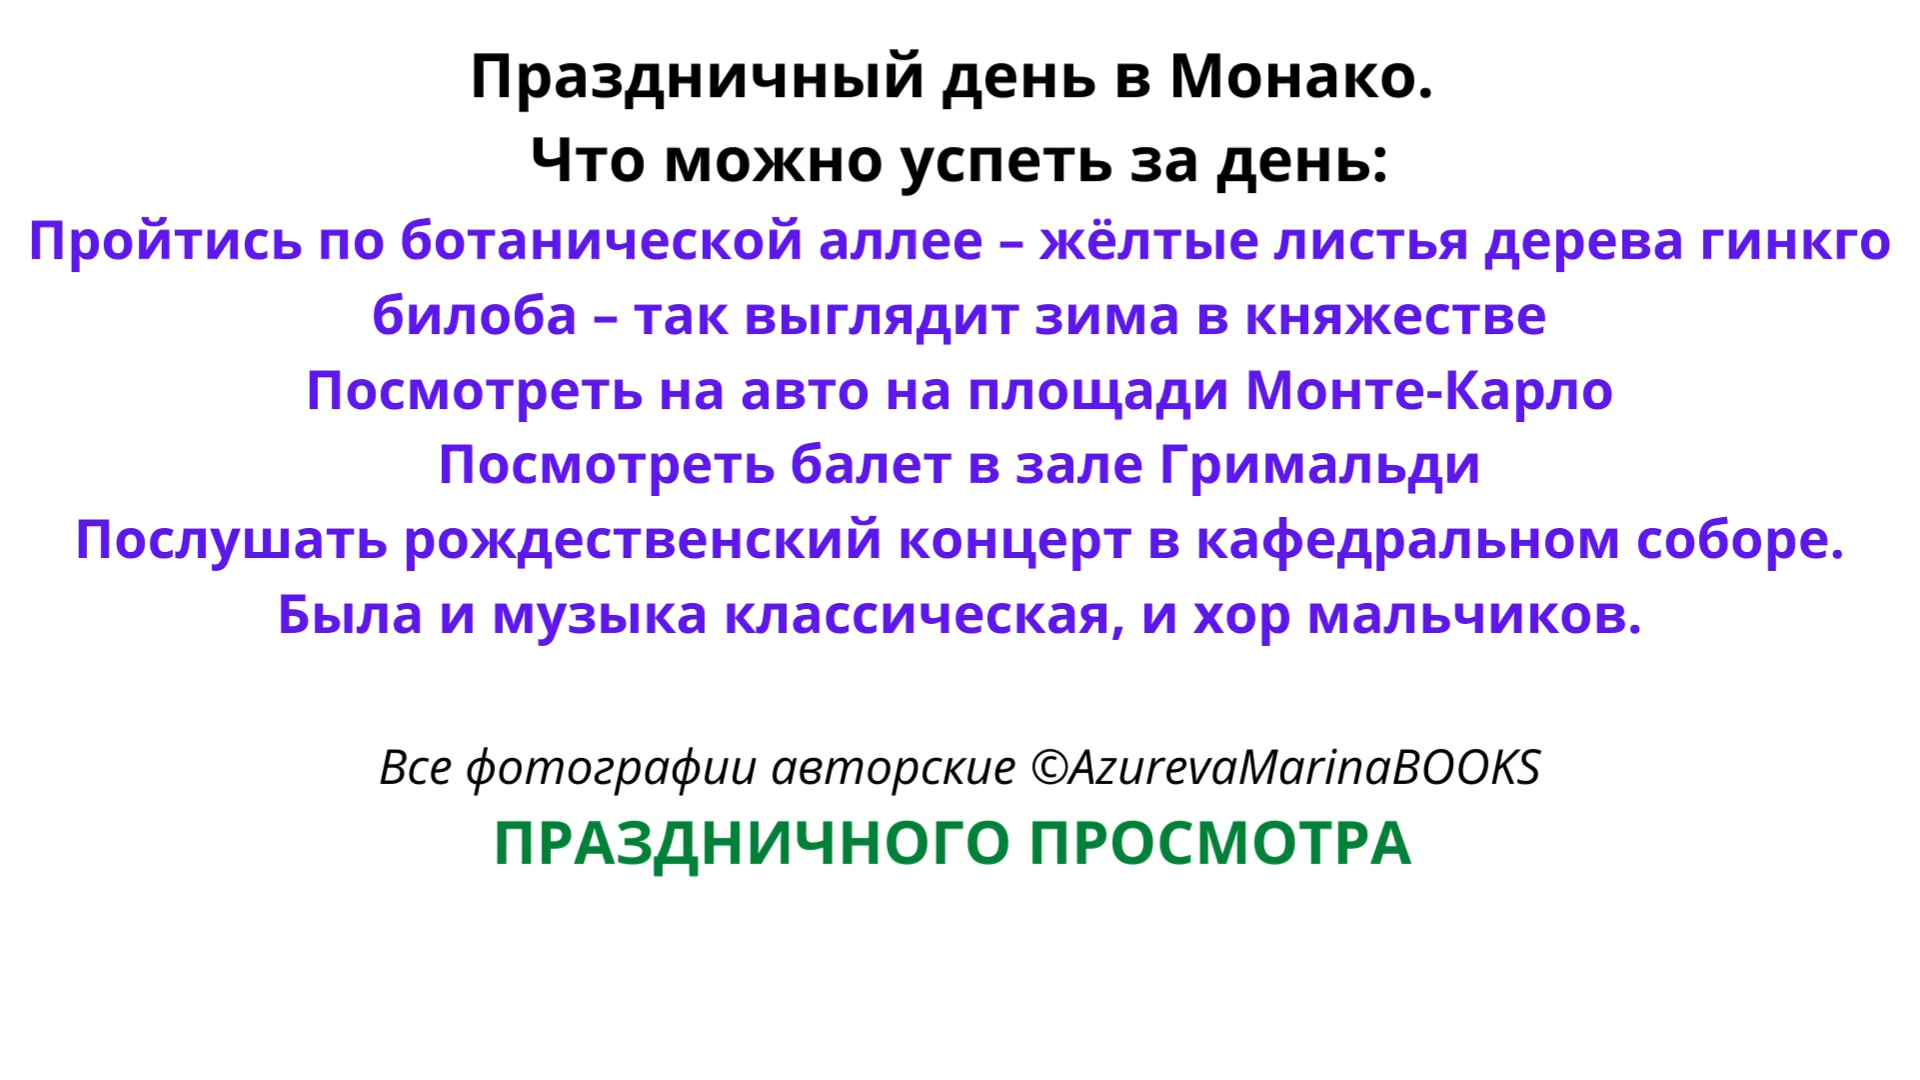 Праздничный день в Монако.
Что можно успеть за день:
Пройтись по ботанической аллее – жёлтые листья дерева гинкго
билоба – так выглядит зима в княжестве
Посмотреть на авто на площади Монте-Карло
Посмотреть балет в зале Гримальди
Послушать рождественский концерт в кафедральном соборе.
Была и музыка классическая, и хор мальчиков.
Все фотографии авторские ©AzurevaMarinaBOOKS
ПРАЗДНИЧНОГО ПРОСМОТРА